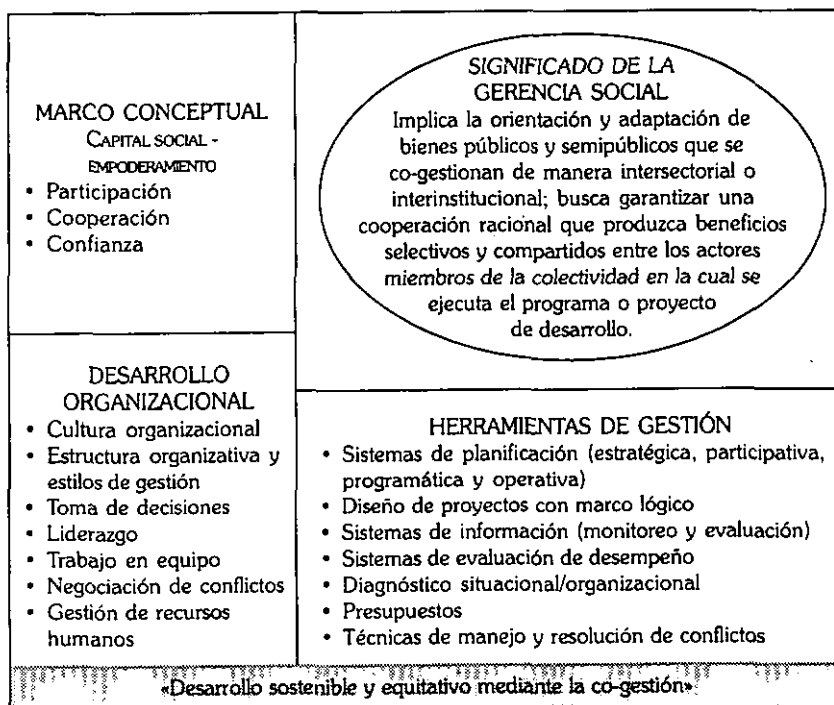 MARCO CONCEPTUAL
CAPITAL SOCIAL -
EMPODERAMIENTO
• Participación
• Cooperación
• Confianza
SIGNIFICADO DE LA
GERENCIA SOCIAL
Implica la orientación y adaptación de
bienes públicos y semipúblicos que se
co-gestionan de manera intersectorial o
interinstitucional; busca garantizar una
cooperación racional que produzca beneficios
selectivos y compartidos entre los actores
miembros de la colectividad en la cual se
ejecuta el programa o proyecto
de desarrollo.
DESARROLLO
ORGANIZACIONAL
• Cultura organizacional
• Estructura organizativa y
estilos de gestión
• Toma de decisiones
• Liderazgo
• Trabajo en equipo
• Negociación de conflictos
• Gestión de recursos
humanos
HERRAMIENTAS DE GESTIÓN
• Sistemas de planificación (estratégica, participativa,
programática y operativa)
• Diseño de proyectos con marco lógico
• Sistemas de información (monitoreo y evaluación)
• Sistemas de evaluación de desempeño
• Diagnóstico situacional/organizacional
• Presupuestos
• Técnicas de manejo y resolución de conflictos
«Desarrollo sostenible y equitativo mediante la co-gestión»